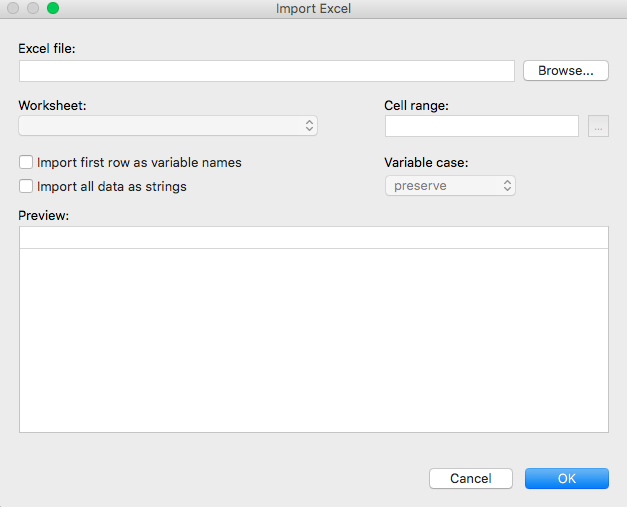 Import Excel
Excel file:
Browse...
Worksheet:
Cell range:
...
Import first row as variable names
Variable case:
Import all data as strings
preserve
Preview:
Cancel
OK